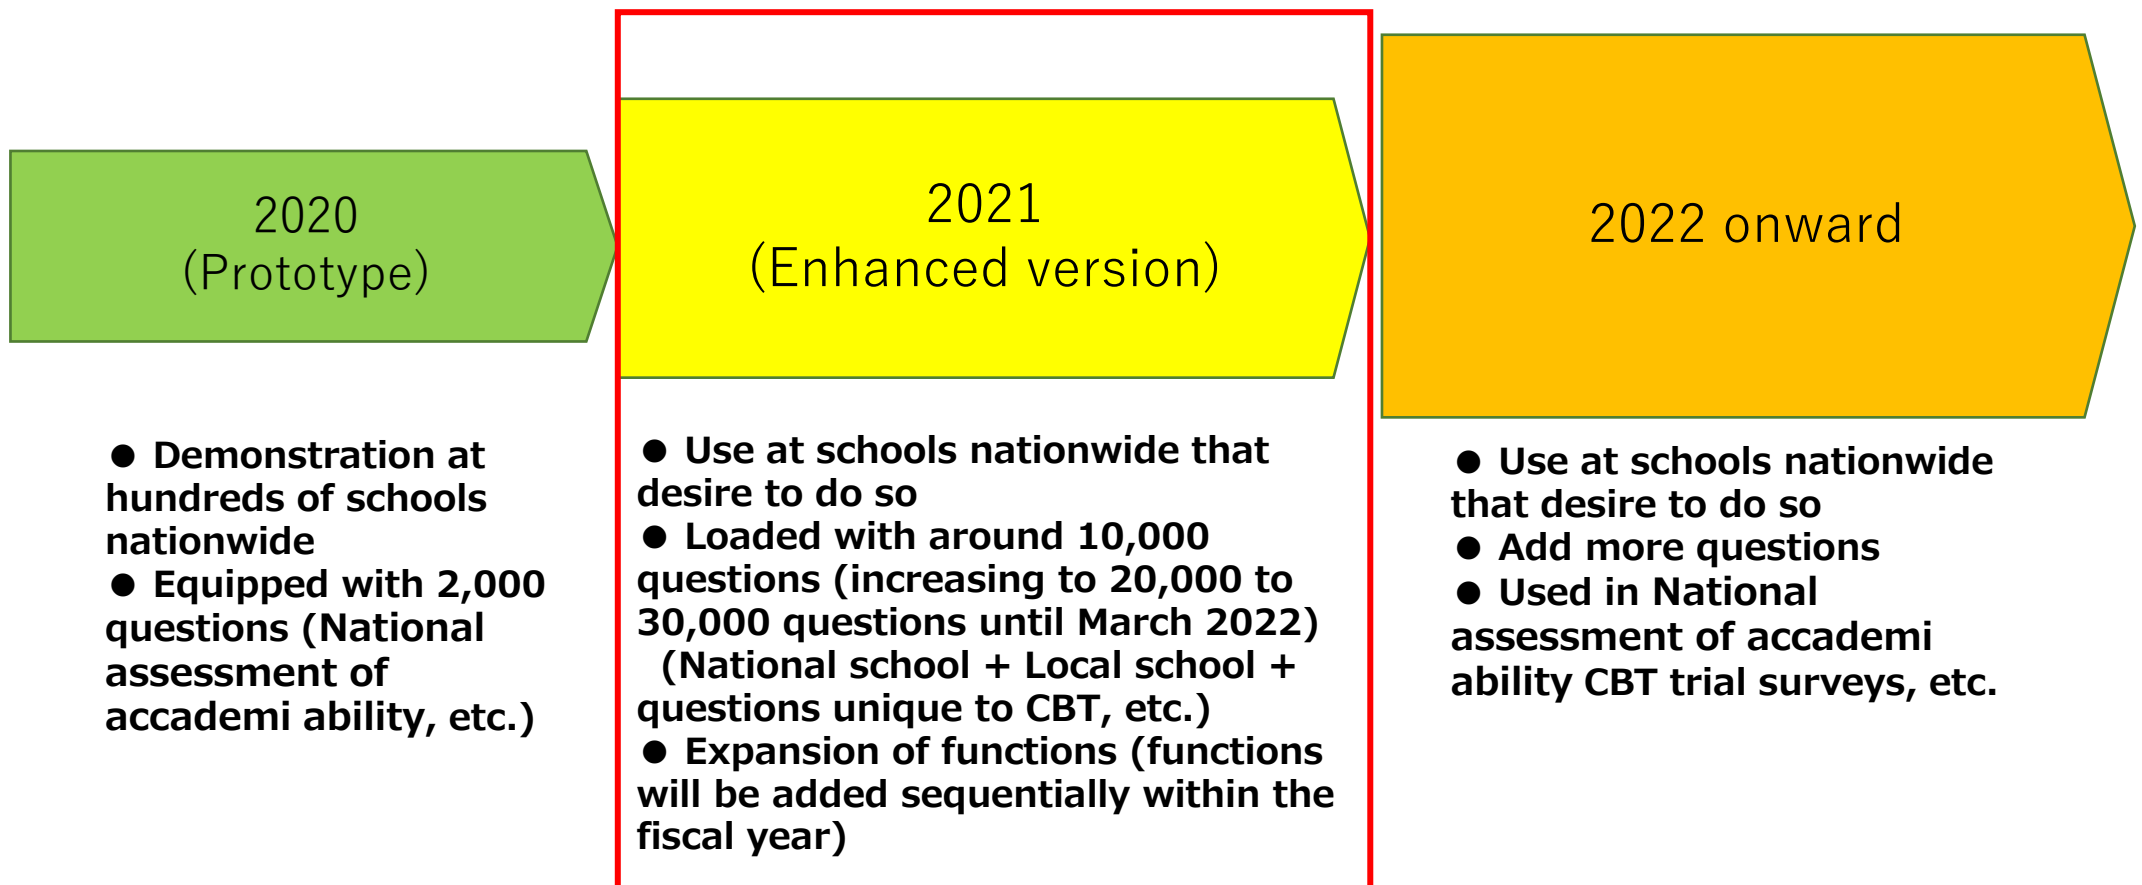 2020
(Prototype)
2021
(Enhanced version)
2022 onward
● Demonstration at
hundreds of schools
nationwide
● Equipped with 2,000
questions (National
assessment of
accademi ability, etc.)
● Use at schools nationwide that
desire to do so
● Loaded with around 10,000
questions (increasing to 20,000 to
30,000 questions until March 2022)
(National school + Local school +
questions unique to CBT, etc.)
● Expansion of functions (functions
will be added sequentially within the
fiscal year)
● Use at schools nationwide
that desire to do so
● Add more questions
● Used in National
assessment of accademi
ability CBT trial surveys, etc.